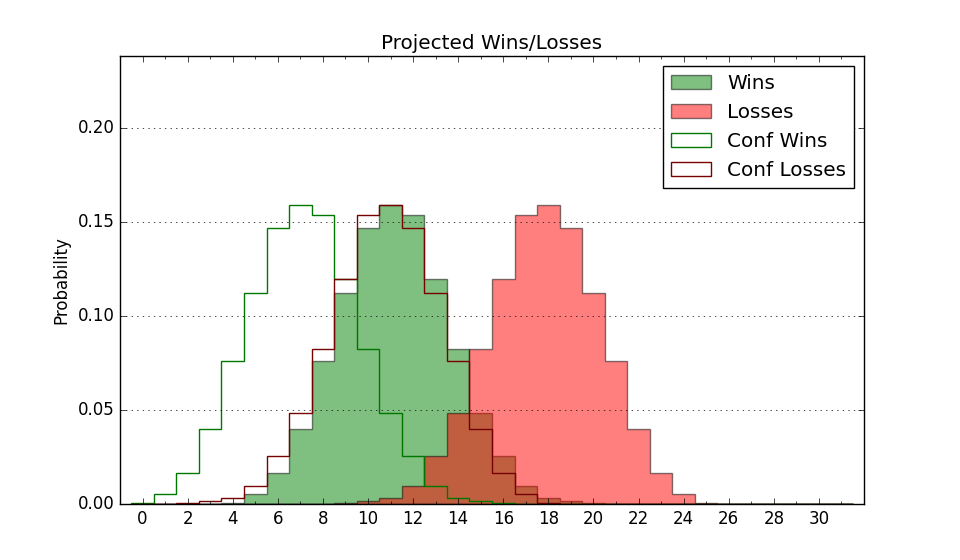 Projected Wins/Losses
Wins
Losses
Conf Wins
Conf Losses
Probability
0.20
0.15
0.10
0.05
0.00
0 2 4 6 8 10 12 14 16 18 20 22 24 26 28 30